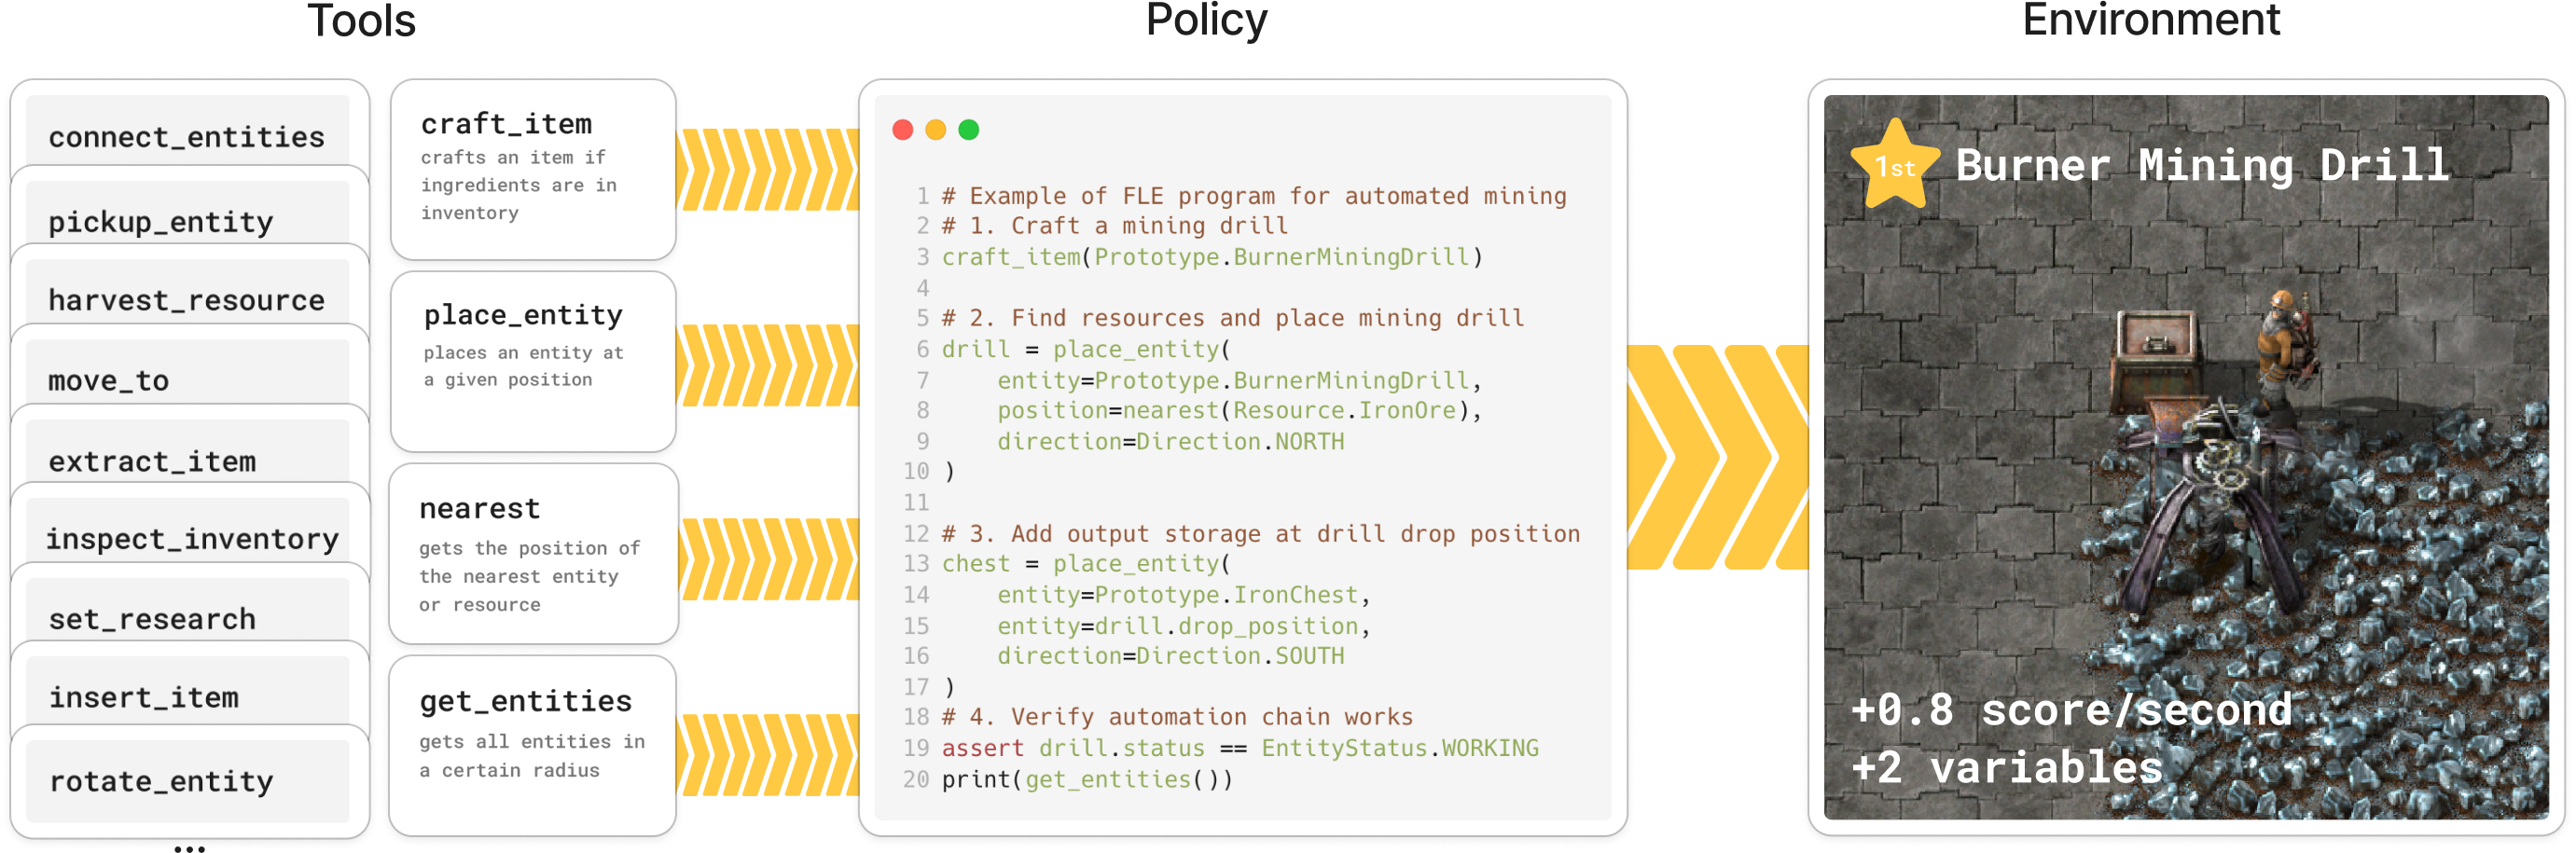 Tools
Policy
Environment
connect_entities
pickup_entity
harvest_resource
move_to
extract_item
inspect_inventory
set_research
insert_item
rotate_entity
...
craft_item
crafts an item if
ingredients are in
inventory
place_entity
places an entity at
a given position
nearest
gets the position of
the nearest entity
or resource
get_entities
gets all entities in
a certain radius
1 # Example of FLE program for automated mining
2 # 1. Craft a mining drill
3 craft_item(Prototype.BurnerMiningDrill)
4
5 # 2. Find resources and place mining drill
6 drill = place_entity(
7     entity=Prototype.BurnerMiningDrill,
8     position=nearest(Resource.IronOre),
9     direction=Direction.NORTH
10 )
11
12 # 3. Add output storage at drill drop position
13 chest = place_entity(
14     entity=Prototype.IronChest,
15     entity=drill.drop_position,
16     direction=Direction.SOUTH
17 )
18 # 4. Verify automation chain works
19 assert drill.status == EntityStatus.WORKING
20 print(get_entities())
1st Burner Mining Drill
+0.8 score/second
+2 variables